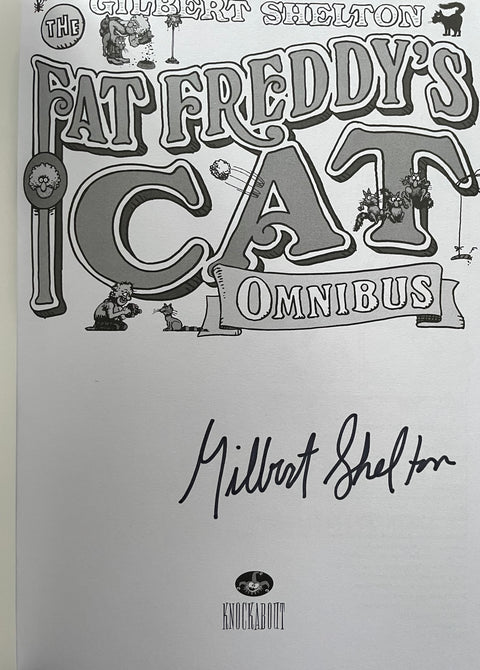 GILBERT SHELTON
THE
FAT FREDDY'S
CAT
OMNIBUS
Gilbert Shelton
KNOCKABOUT